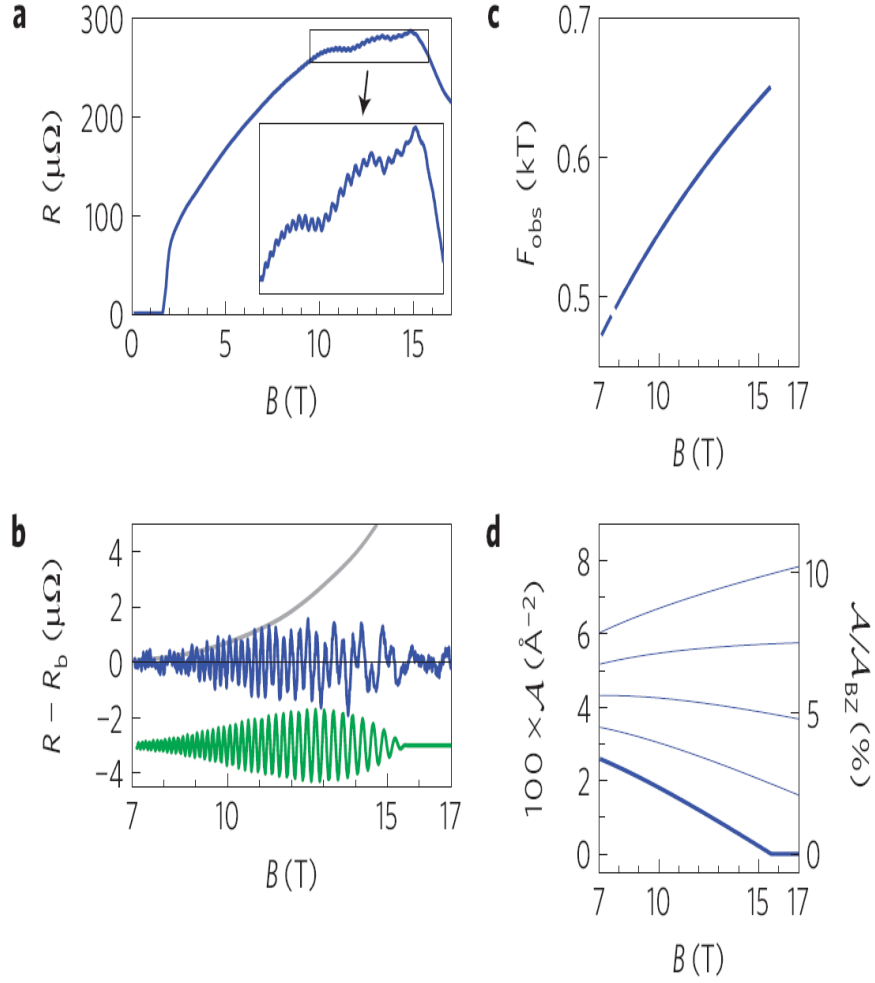 a
300
200
100
0
R (μΩ)
0
5
10
15
B (T)
c
0.7
0.6
0.5
F_obs (kT)
7
10
15
17
B (T)
b
4
2
0
−2
−4
R − R_b (μΩ)
7
10
15
17
B (T)
d
8
6
4
2
0
100 × 𝒜 (Å⁻²)
10
5
0
𝒜/𝒜_BZ (%)
7
10
15
17
B (T)